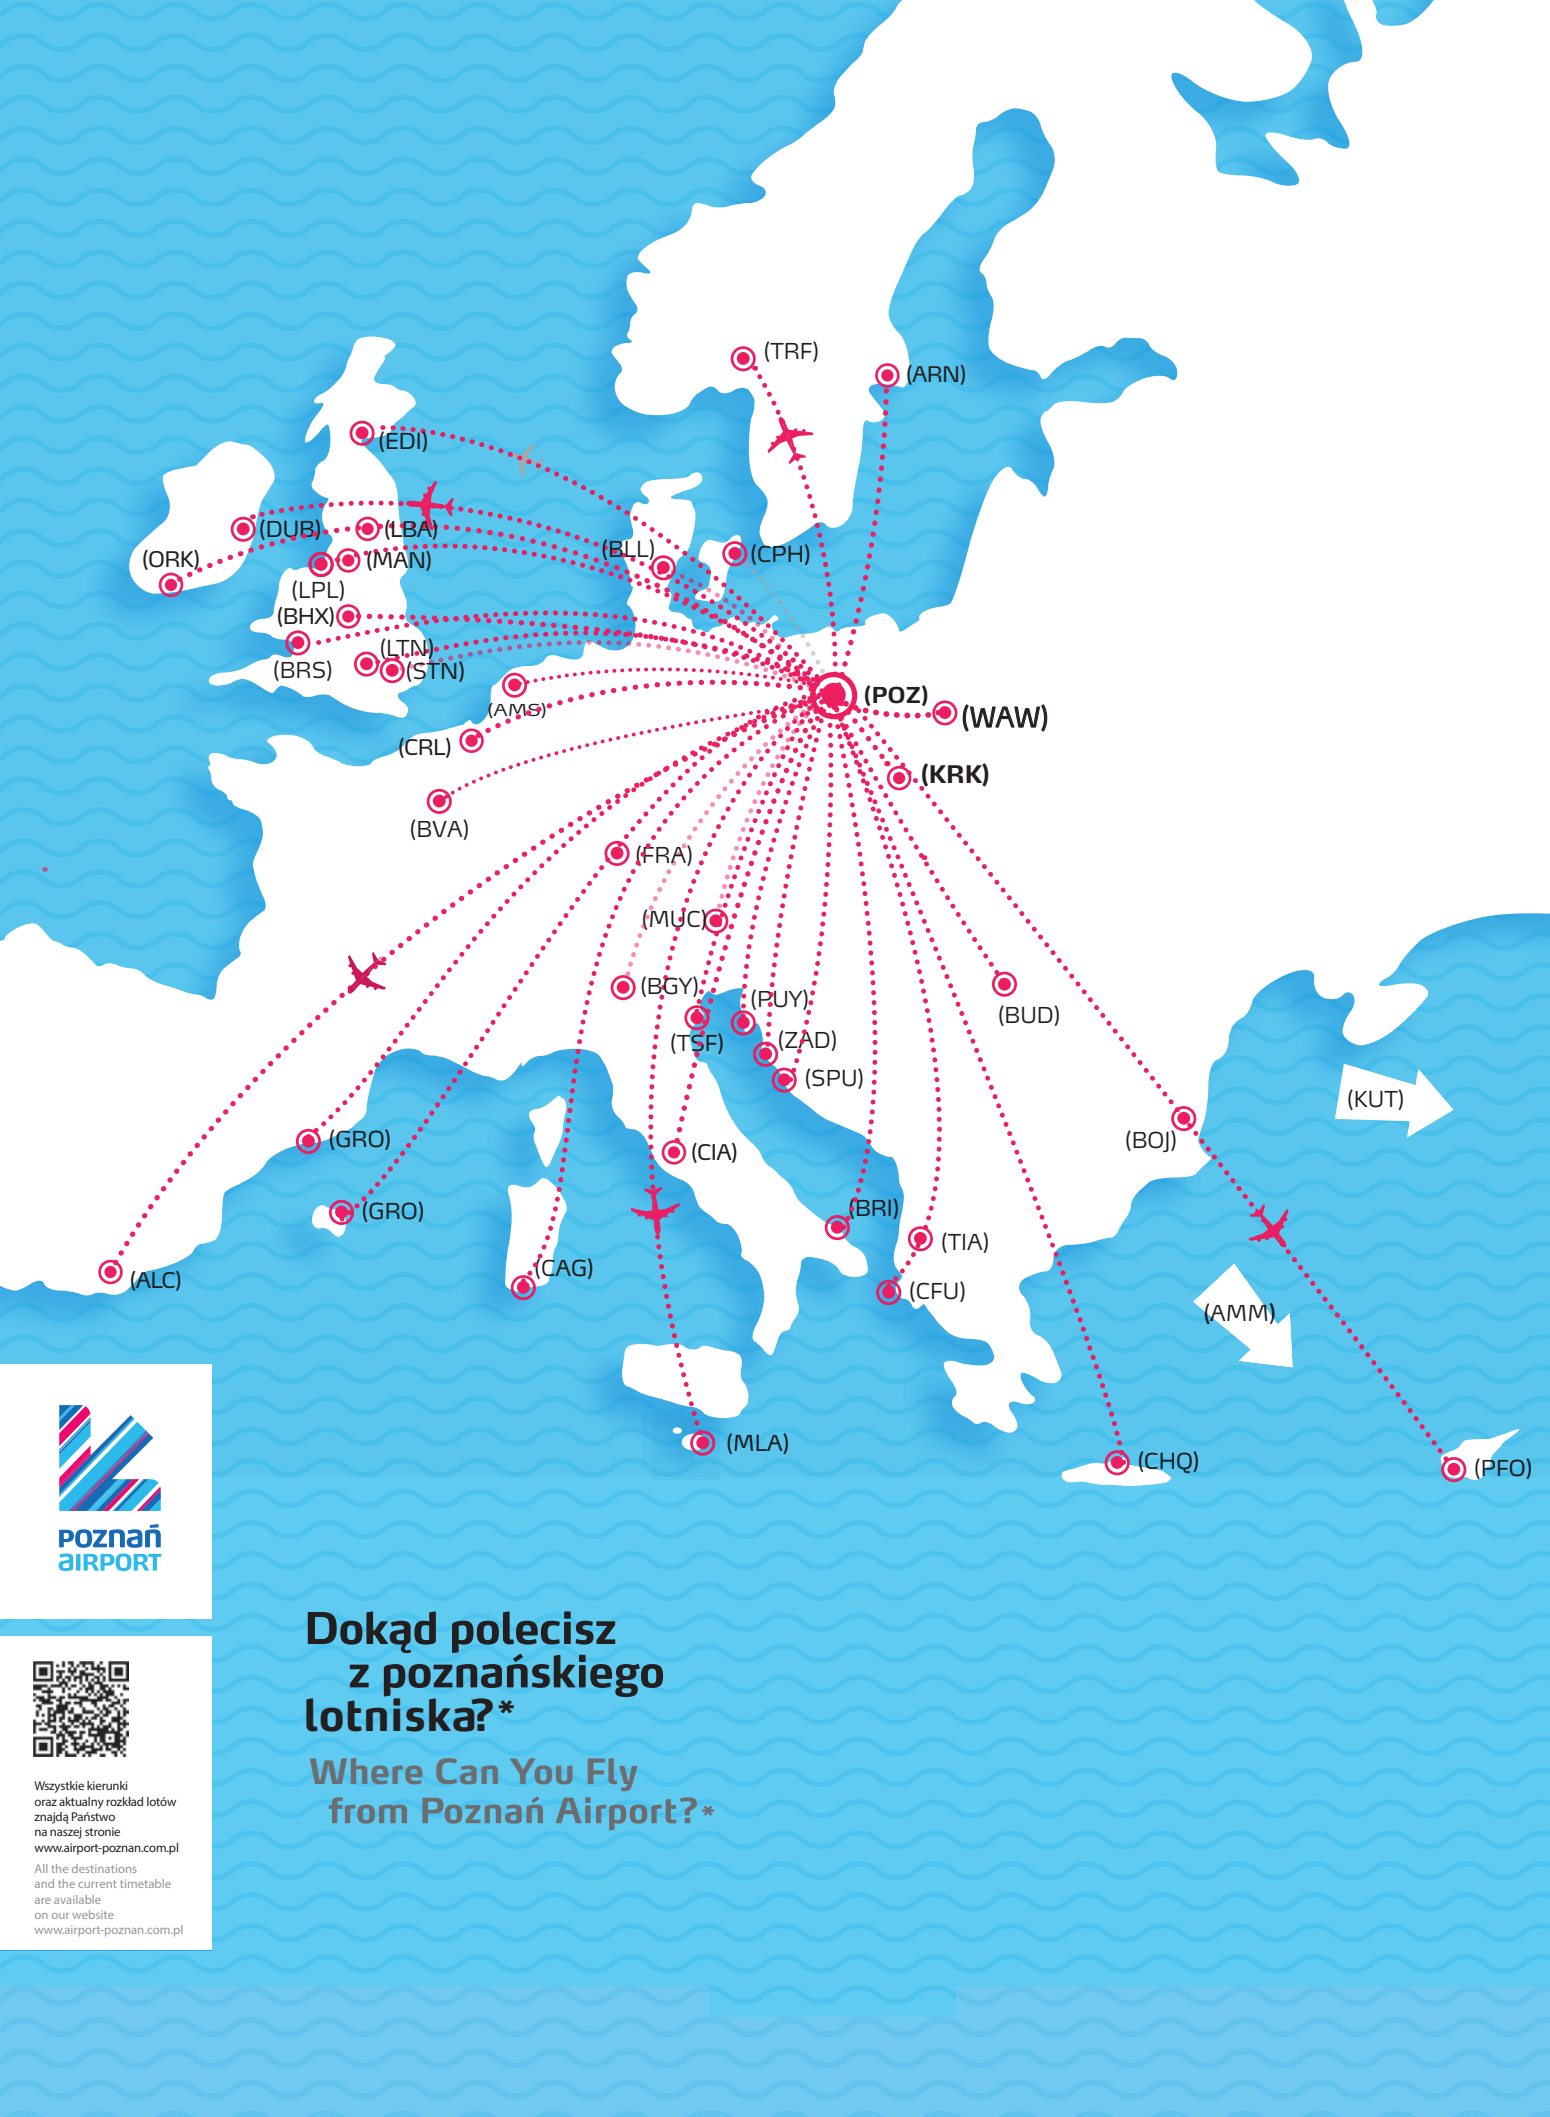 (TRF)
(ARN)
(EDI)
(DUB)
(LBA)
(BLL)
(CPH)
(ORK)
(MAN)
(LPL)
(BHX)
(LTN)
(BRS)
(STN)
(POZ)
(AMS)
(WAW)
(CRL)
(KRK)
(BVA)
(FRA)
(MUC)
(BGY)
(PUY)
(BUD)
(TSF)
(ZAD)
(SPU)
(KUT)
(GRO)
(BOJ)
(CIA)
(GRO)
(BRI)
(TIA)
(CAG)
(ALC)
(CFU)
(AMM)
(MLA)
(CHQ)
(PFO)
POZNAŃ
AIRPORT
Dokąd polecisz
z poznańskiego
lotniska?*
Where Can You Fly
from Poznań Airport?*
Wszystkie kierunki
oraz aktualny rozkład lotów
znajdą Państwo
na naszej stronie
www.airport-poznan.com.pl
All the destinations
and the current timetable
are available
on our website
www.airport-poznan.com.pl